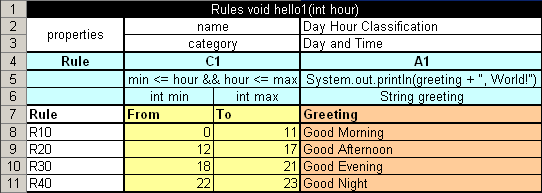 1 Rules void hello1(int hour)
2 properties name Day Hour Classification
3 category Day and Time
4 Rule C1 A1
5 min <= hour && hour <= max System.out.println(greeting + ", World!")
6 int min int max String greeting
7 Rule From To Greeting
8 R10 0 11 Good Morning
9 R20 12 17 Good Afternoon
10 R30 18 21 Good Evening
11 R40 22 23 Good Night